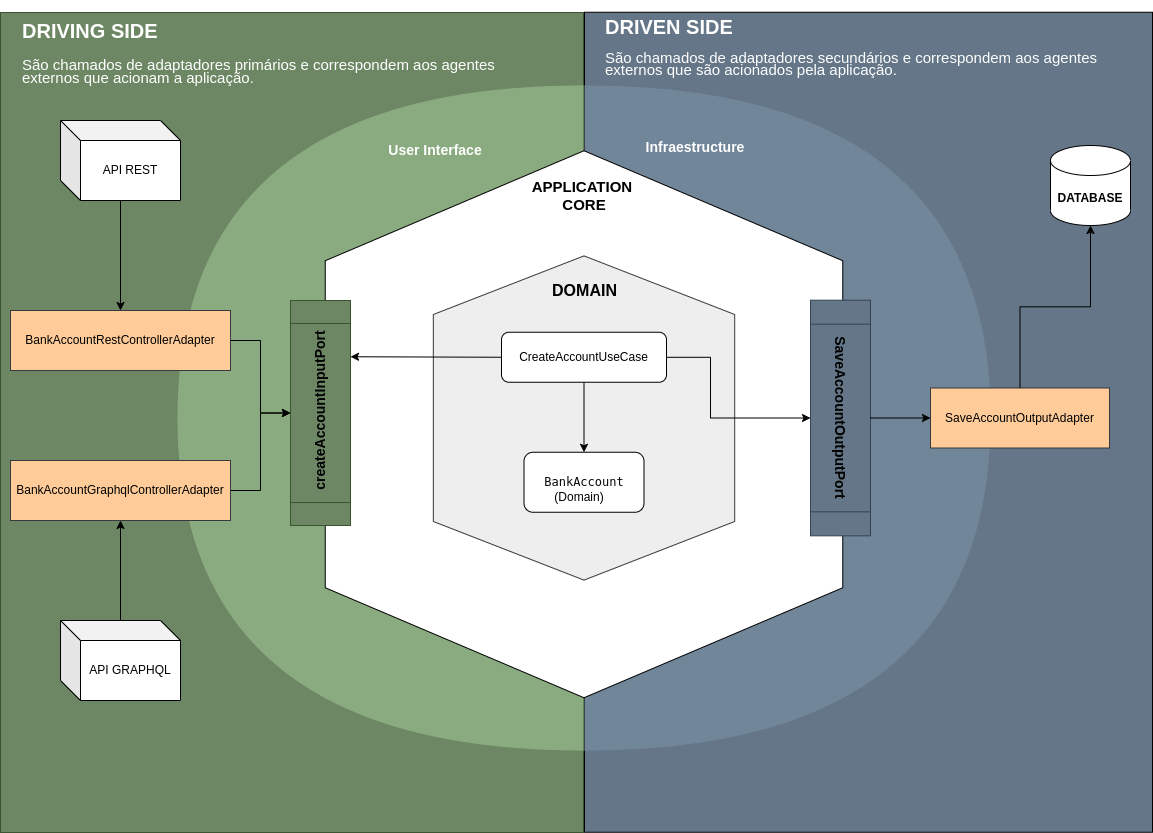 DRIVING SIDE
São chamados de adaptadores primários e correspondem aos agentes
externos que acionam a aplicação.
DRIVEN SIDE
São chamados de adaptadores secundários e correspondem aos agentes
externos que são acionados pela aplicação.
User Interface
Infraestructure
API REST
APPLICATION
CORE
DATABASE
DOMAIN
BankAccountRestControllerAdapter
createAccountInputPort
CreateAccountUseCase
SaveAccountOutputPort
SaveAccountOutputAdapter
BankAccountGraphqlControllerAdapter
BankAccount
(Domain)
API GRAPHQL